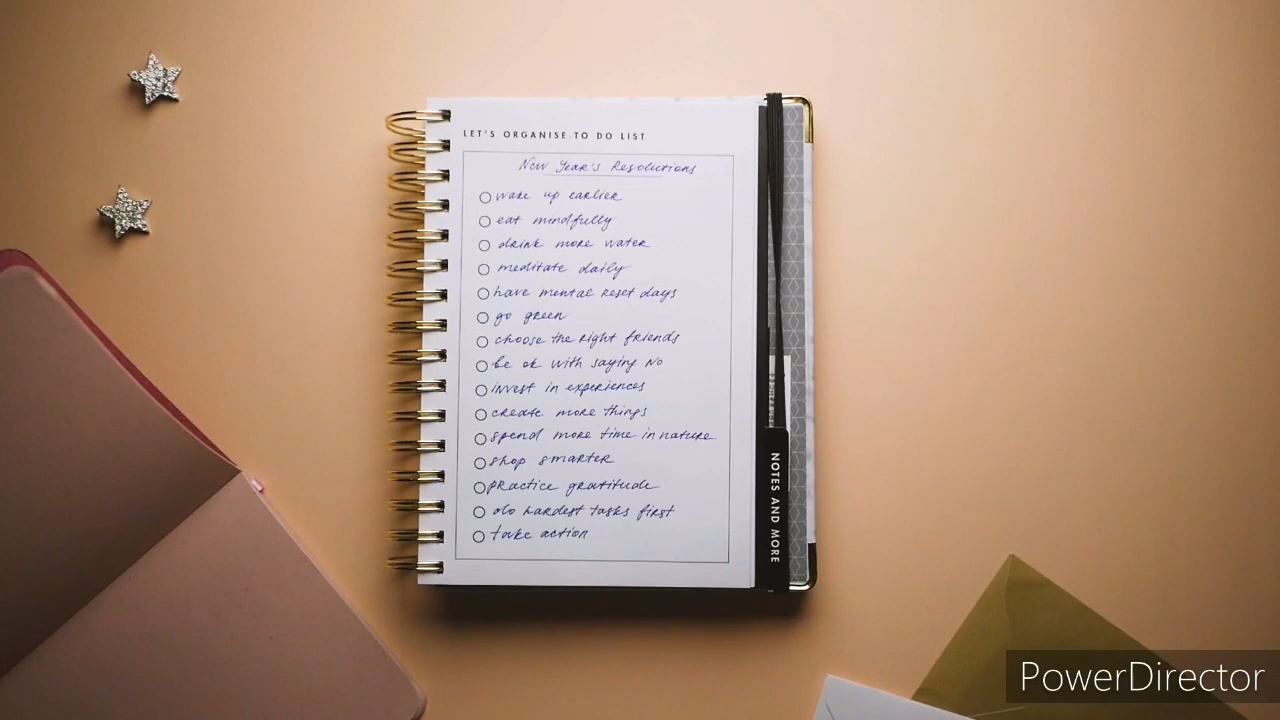 LET'S ORGANISE. TO DO LIST
New Year's Resolutions
wake up earlier
eat mindfully
drink more water
meditate daily
have mental reset days
go green
choose the right friends
be ok with saying NO
invest in experiences
create more things
spend more time in nature
shop smarter
practice gratitude
do hardest tasks first
take action
NOTES AND MORE
PowerDirector